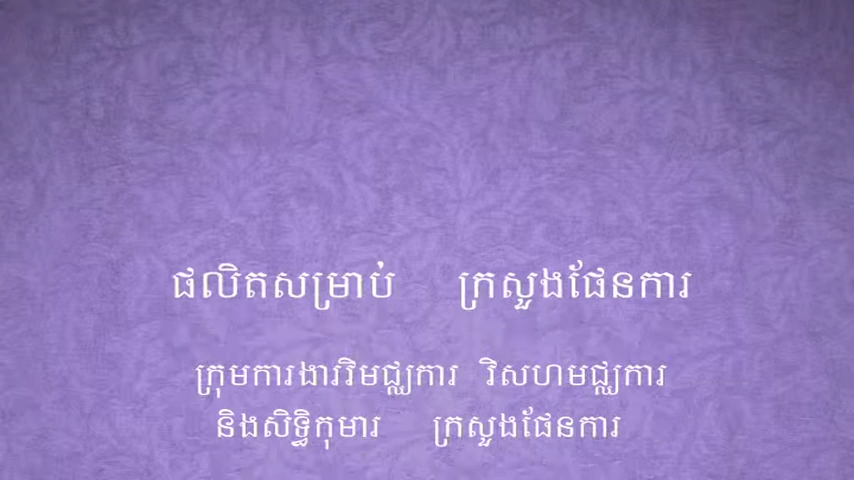 ផលិតសម្រាប់ ក្រសួងផែនការ
ក្រុមការងារវិមជ្ឈការ វិសហមជ្ឈការ
និងសិទ្ធិកុមារ ក្រសួងផែនការ